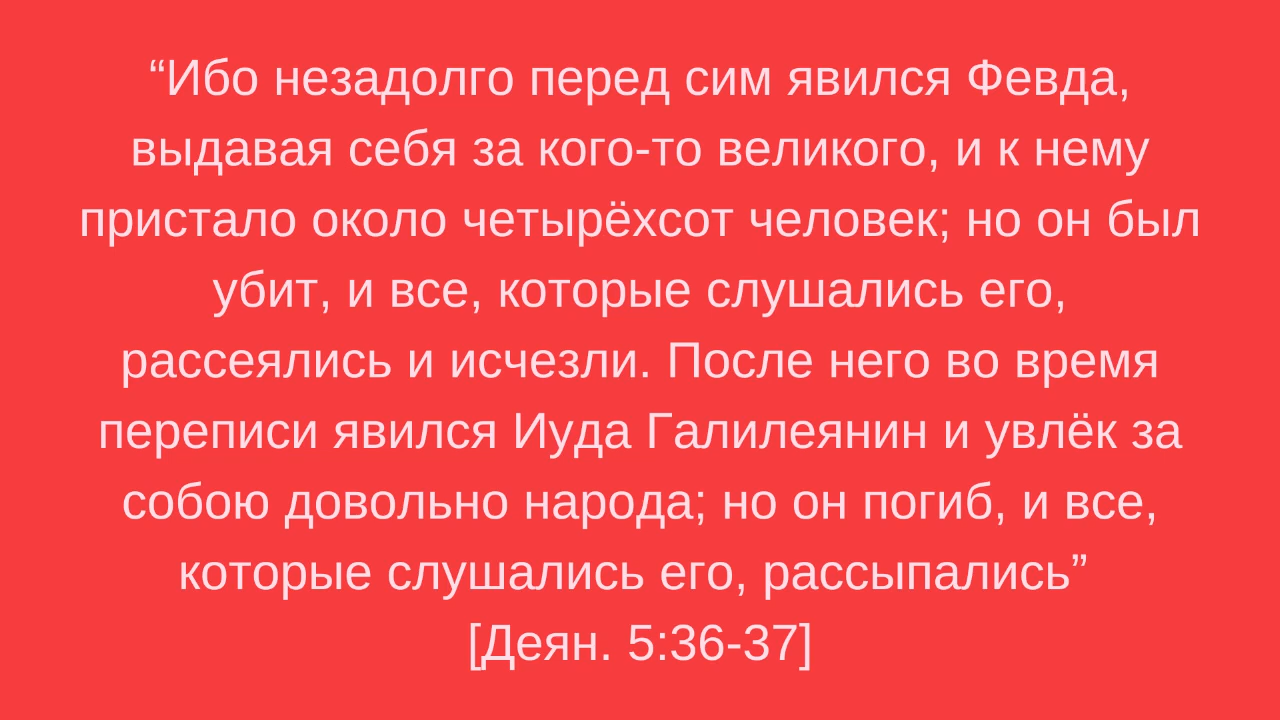 “Ибо незадолго перед сим явился Февда,
выдавая себя за кого-то великого, и к нему
пристало около четырёхсот человек; но он был
убит, и все, которые слушались его,
рассеялись и исчезли. После него во время
переписи явился Иуда Галилеянин и увлёк за
собою довольно народа; но он погиб, и все,
которые слушались его, рассыпались”
[Деян. 5:36-37]